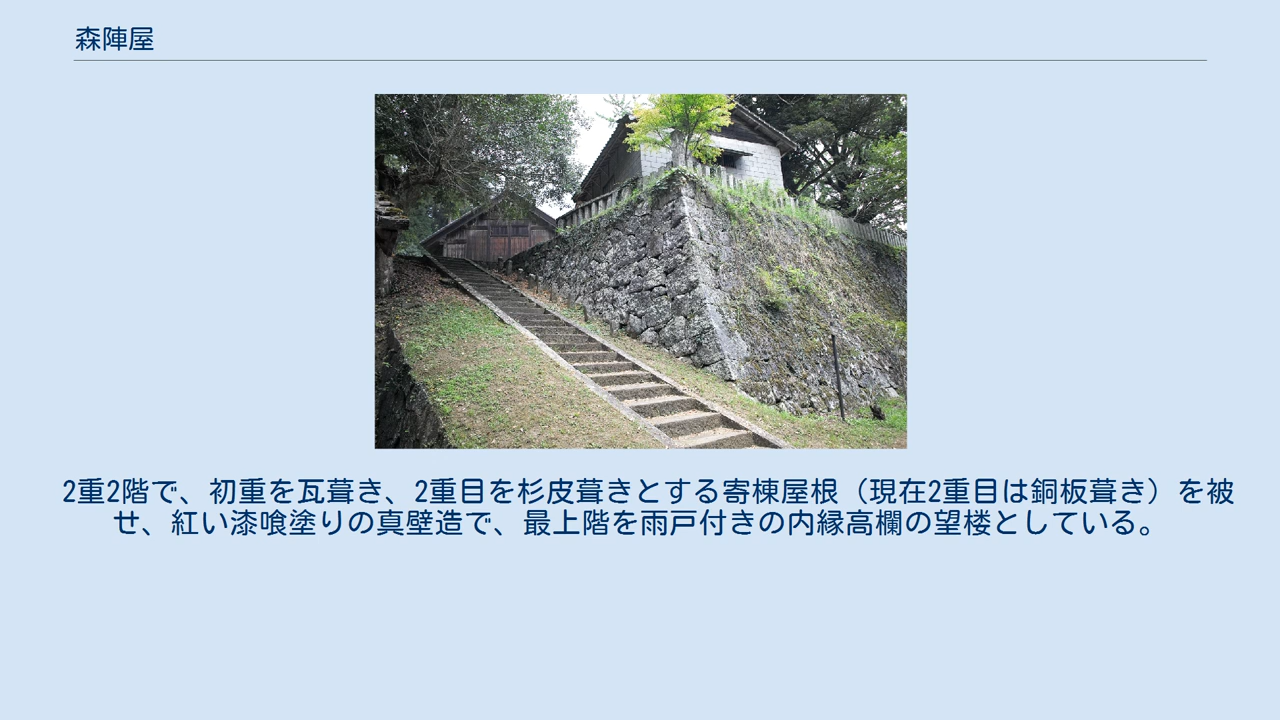 森陣屋
2重2階で、初重を瓦葺き、2重目を杉皮葺きとする寄棟屋根（現在2重目は銅板葺き）を被
せ、紅い漆喰塗りの真壁造で、最上階を雨戸付きの内縁高欄の望楼としている。